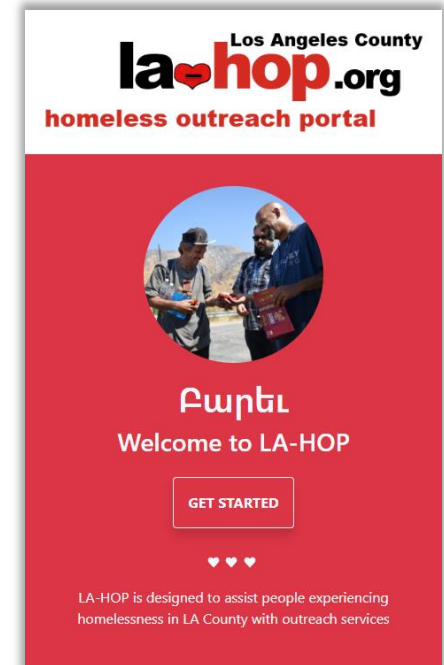 Los Angeles County
la hop.org
homeless outreach portal
Բարեւ
Welcome to LA-HOP
GET STARTED
LA-HOP is designed to assist people experiencing
homelessness in LA County with outreach services